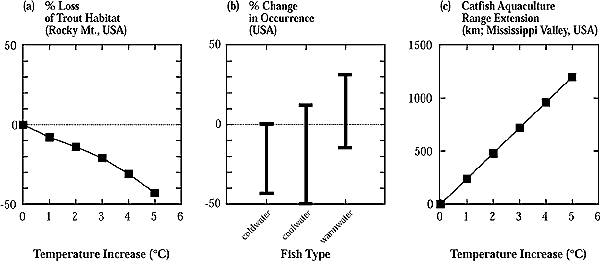 (a) % Loss
of Trout Habitat
(Rocky Mt., USA)
50
0
-50
0 1 2 3 4 5 6
Temperature Increase (°C)
(b) % Change
in Occurrence
(USA)
50
0
-50
coldwater
coolwater
warmwater
Fish Type
(c) Catfish Aquaculture
Range Extension
(km; Mississippi Valley, USA)
1500
1000
500
0
0 1 2 3 4 5 6
Temperature Increase (°C)